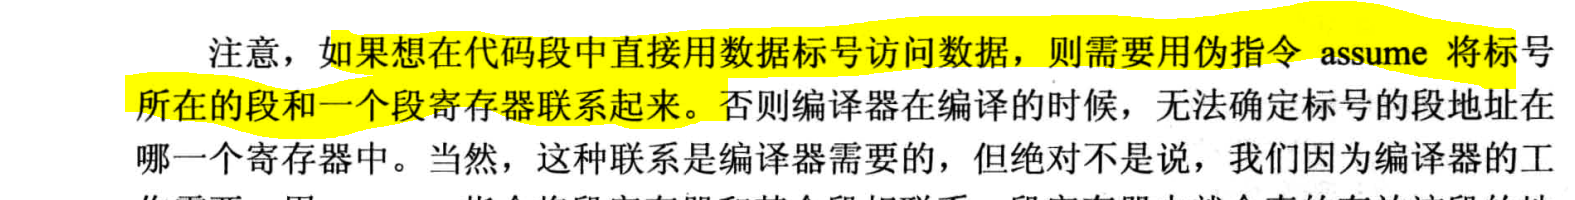 注意，如果想在代码段中直接用数据标号访问数据，则需要用伪指令 assume 将标号
所在的段和一个段寄存器联系起来。否则编译器在编译的时候，无法确定标号的段地址在
哪一个寄存器中。当然，这种联系是编译器需要的，但绝对不是说，我们因为编译器的工